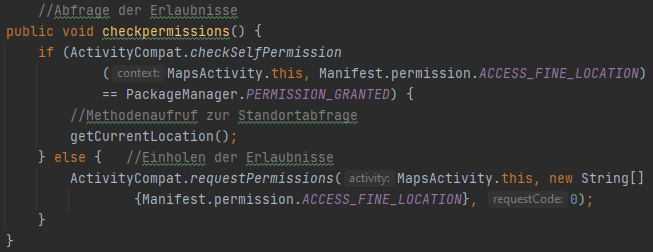 //Abfrage der Erlaubnisse
public void checkpermissions() {
if (ActivityCompat.checkSelfPermission
( context: MapsActivity.this, Manifest.permission.ACCESS_FINE_LOCATION)
== PackageManager.PERMISSION_GRANTED) {
//Methodenaufruf zur Standortabfrage
getCurrentLocation();
} else { //Einholen der Erlaubnisse
ActivityCompat.requestPermissions( activity: MapsActivity.this, new String[]
{Manifest.permission.ACCESS_FINE_LOCATION}, requestCode: 0);
}
}